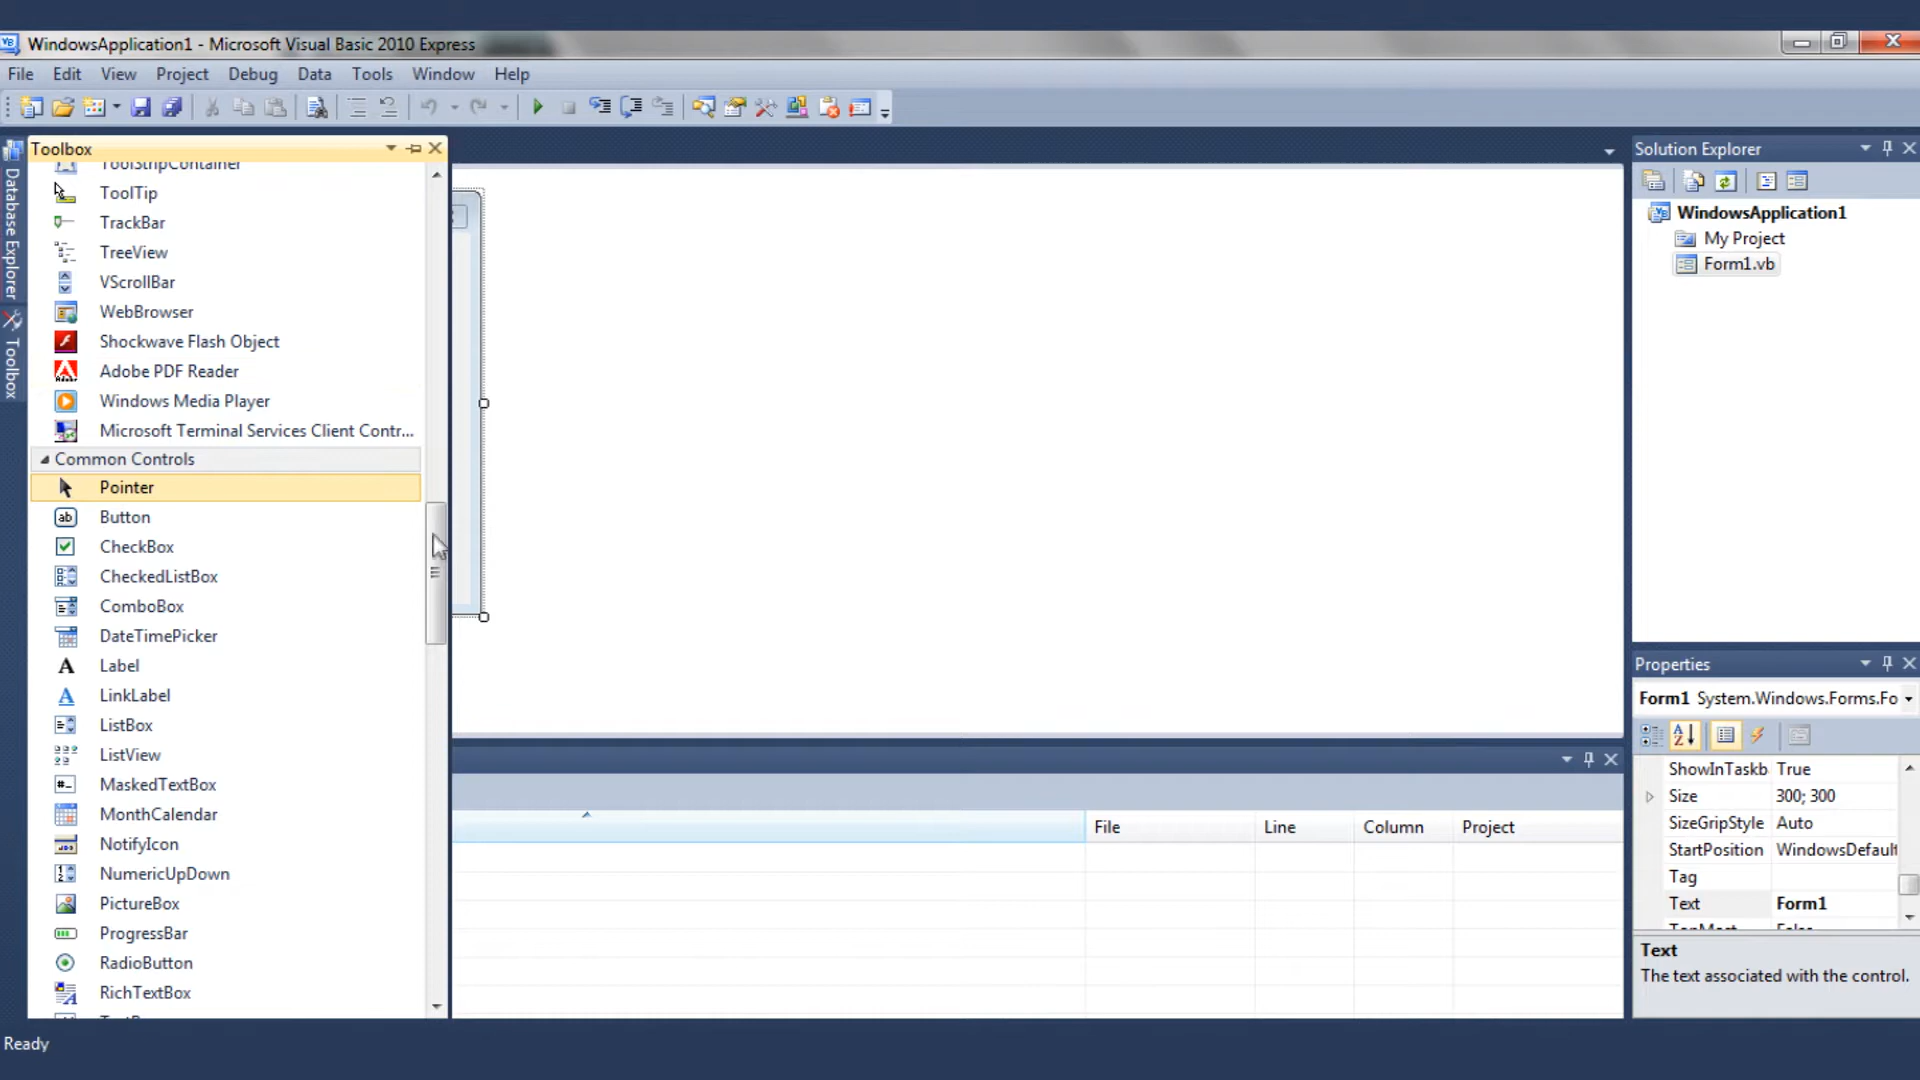 WindowsApplication1 - Microsoft Visual Basic 2010 Express
File Edit View Project Debug Data Tools Window Help
Toolbox
Database Explorer
Toolbox
ToolStripContainer
ToolTip
TrackBar
TreeView
VScrollBar
WebBrowser
Shockwave Flash Object
Adobe PDF Reader
Windows Media Player
Microsoft Terminal Services Client Contr...
Common Controls
Pointer
Button
CheckBox
CheckedListBox
ComboBox
DateTimePicker
Label
LinkLabel
ListBox
ListView
MaskedTextBox
MonthCalendar
NotifyIcon
NumericUpDown
PictureBox
ProgressBar
RadioButton
RichTextBox
File Line Column Project
Solution Explorer
WindowsApplication1
My Project
Form1.vb
Properties
Form1 System.Windows.Forms.Fo
ShowInTaskb True
Size 300; 300
SizeGripStyle Auto
StartPosition WindowsDefault
Tag
Text Form1
TopMost False
Text
The text associated with the control.
Ready